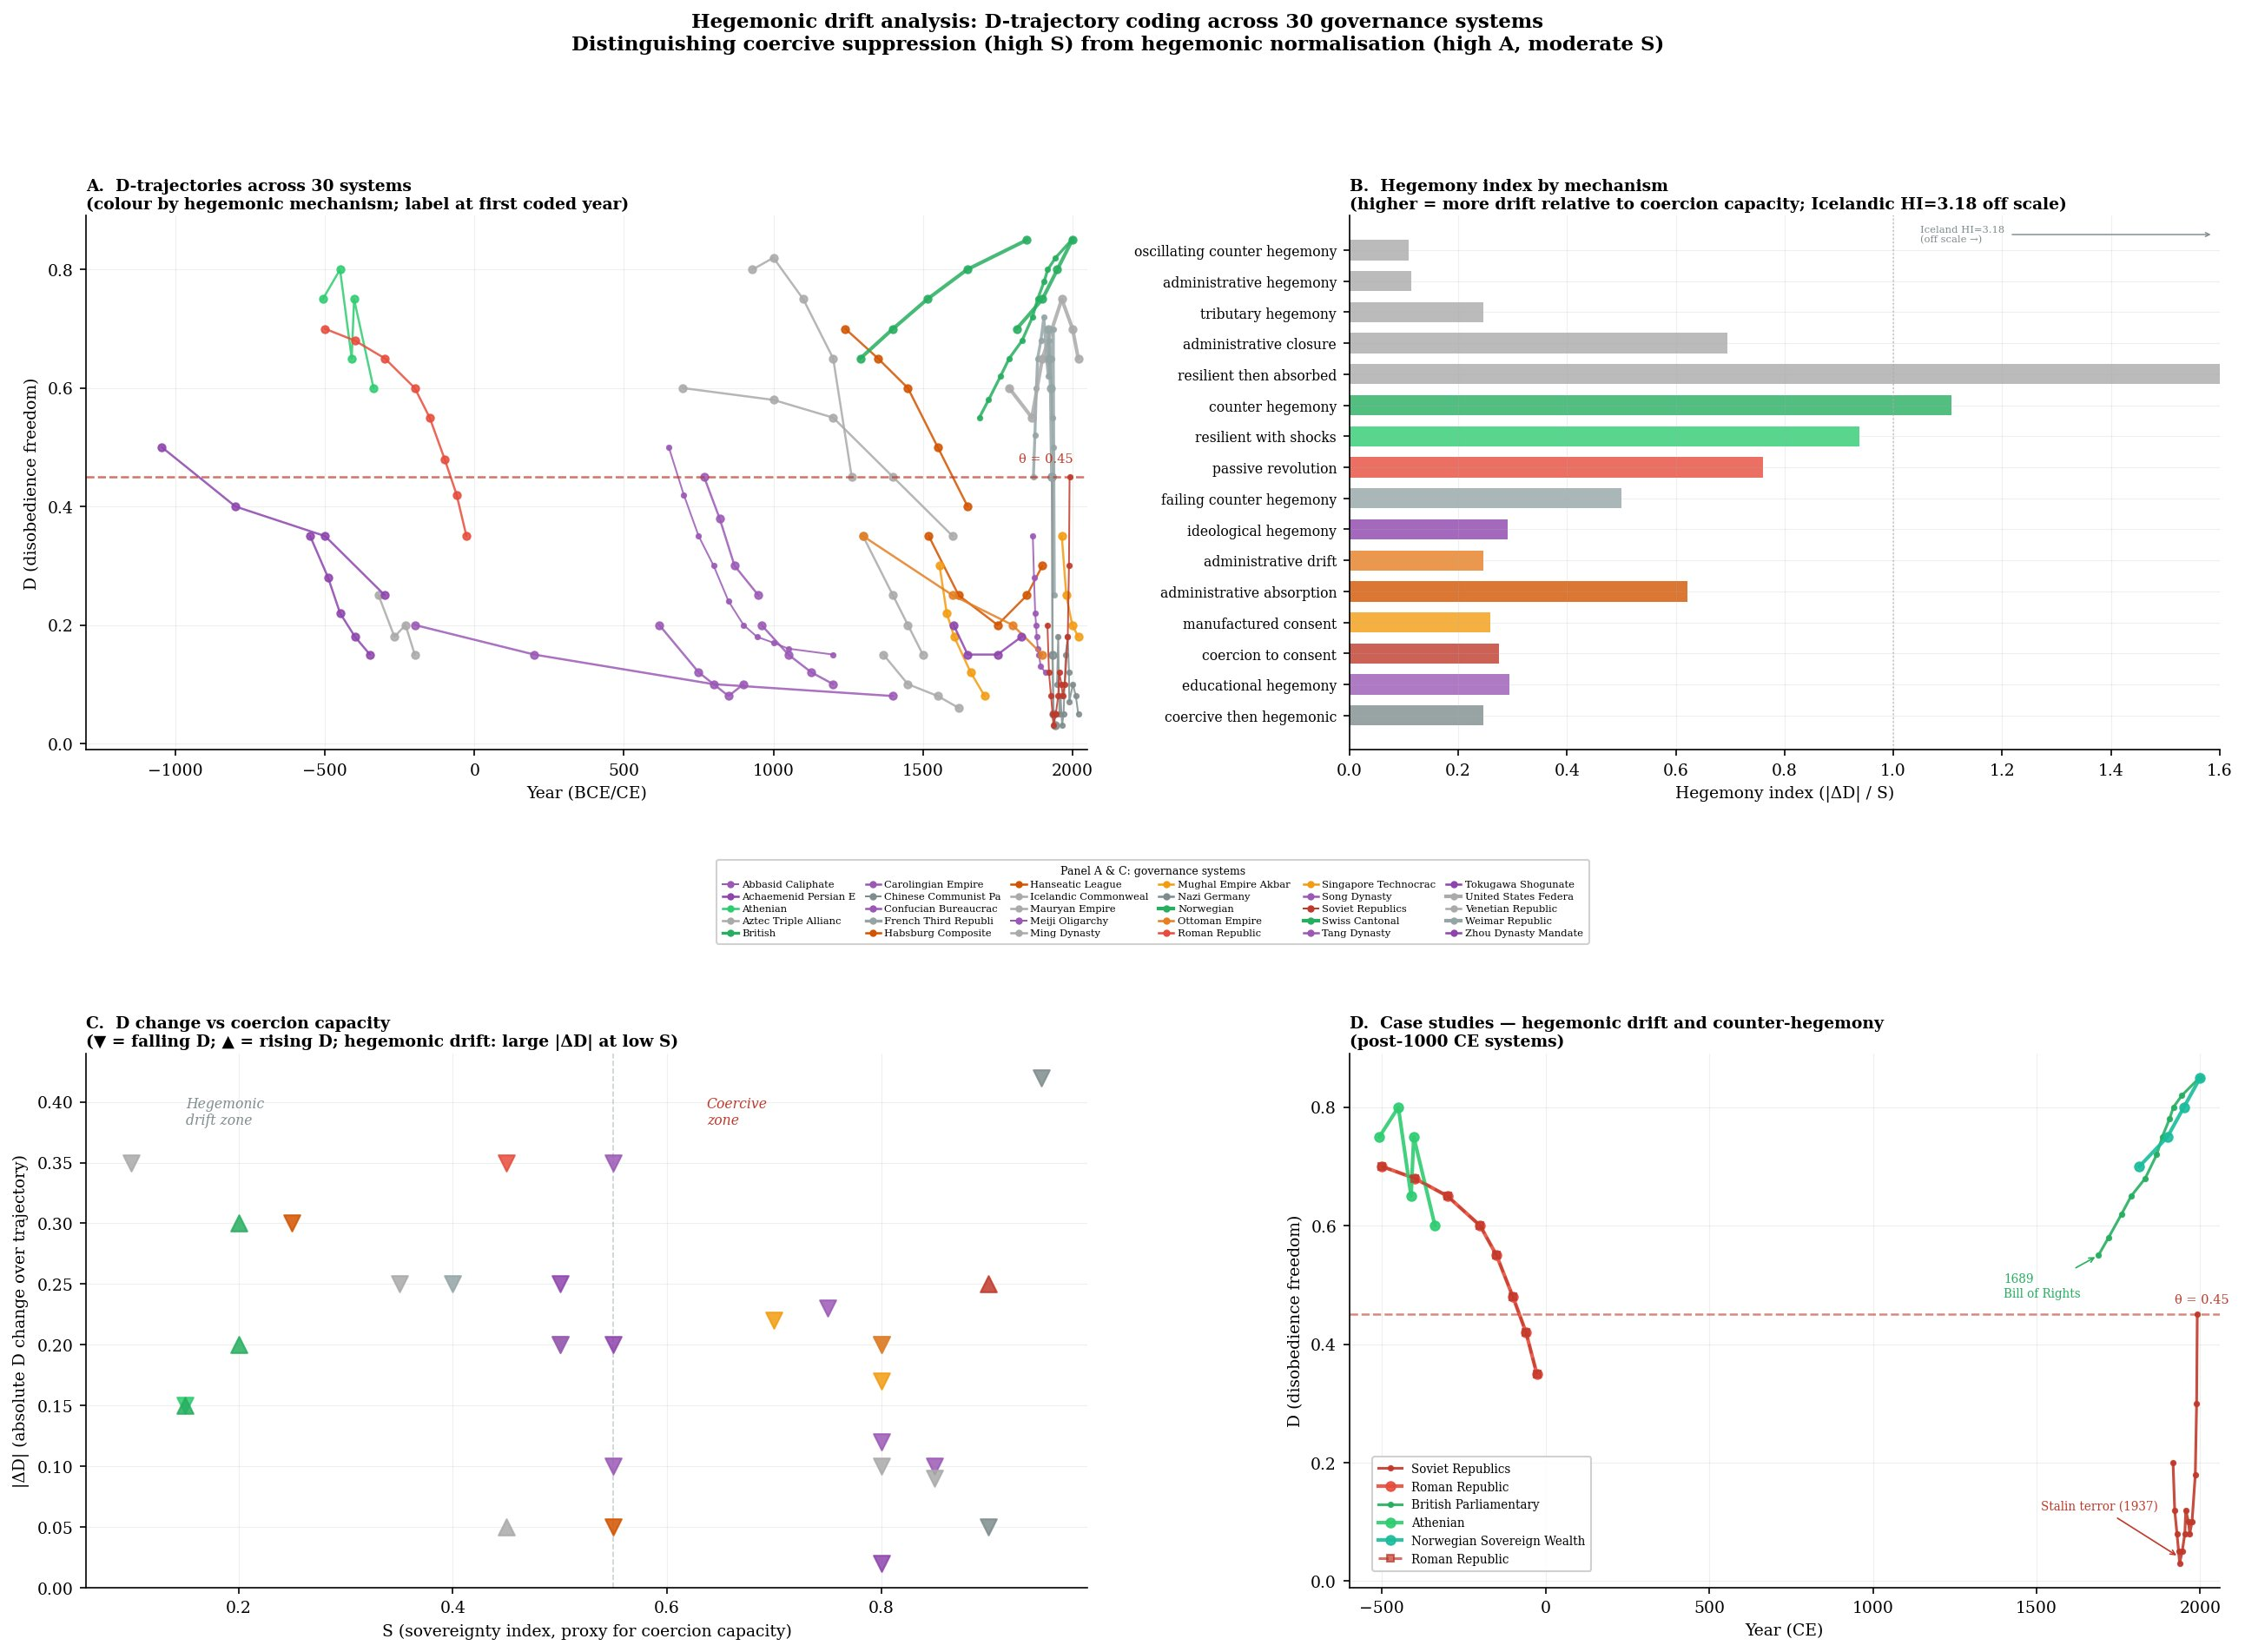 Hegemonic drift analysis: D-trajectory coding across 30 governance systems
Distinguishing coercive suppression (high S) from hegemonic normalisation (high A, moderate S)
A.  D-trajectories across 30 systems
(colour by hegemonic mechanism; label at first coded year)
D (disobedience freedom)
0.8
0.6
0.4
0.2
0.0
θ = 0.45
−1000
−500
0
500
1000
1500
2000
Year (BCE/CE)
B.  Hegemony index by mechanism
(higher = more drift relative to coercion capacity; Icelandic HI=3.18 off scale)
Iceland HI=3.18
(off scale →)
oscillating counter hegemony
administrative hegemony
tributary hegemony
administrative closure
resilient then absorbed
counter hegemony
resilient with shocks
passive revolution
failing counter hegemony
ideological hegemony
administrative drift
administrative absorption
manufactured consent
coercion to consent
educational hegemony
coercive then hegemonic
0.0
0.2
0.4
0.6
0.8
1.0
1.2
1.4
1.6
Hegemony index (|ΔD| / S)
Panel A & C: governance systems
Abbasid Caliphate
Achaemenid Persian E
Athenian
Aztec Triple Allianc
British
Carolingian Empire
Chinese Communist Pa
Confucian Bureaucrac
French Third Republi
Habsburg Composite
Hanseatic League
Icelandic Commonweal
Mauryan Empire
Meiji Oligarchy
Ming Dynasty
Mughal Empire Akbar
Nazi Germany
Norwegian
Ottoman Empire
Roman Republic
Singapore Technocrac
Song Dynasty
Soviet Republics
Swiss Cantonal
Tang Dynasty
Tokugawa Shogunate
United States Federa
Venetian Republic
Weimar Republic
Zhou Dynasty Mandate
C.  D change vs coercion capacity
(▼ = falling D; ▲ = rising D; hegemonic drift: large |ΔD| at low S)
|ΔD| (absolute D change over trajectory)
0.40
0.35
0.30
0.25
0.20
0.15
0.10
0.05
0.00
Hegemonic
drift zone
Coercive
zone
0.2
0.4
0.6
0.8
S (sovereignty index, proxy for coercion capacity)
D.  Case studies — hegemonic drift and counter-hegemony
(post-1000 CE systems)
D (disobedience freedom)
0.8
0.6
0.4
0.2
0.0
1689
Bill of Rights
θ = 0.45
Stalin terror (1937)
Soviet Republics
Roman Republic
British Parliamentary
Athenian
Norwegian Sovereign Wealth
Roman Republic
−500
0
500
1000
1500
2000
Year (CE)